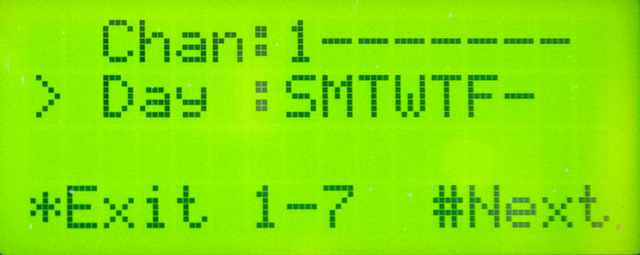 Chan:1-------
> Day :SMTWTF-
*Exit 1-7 #Next